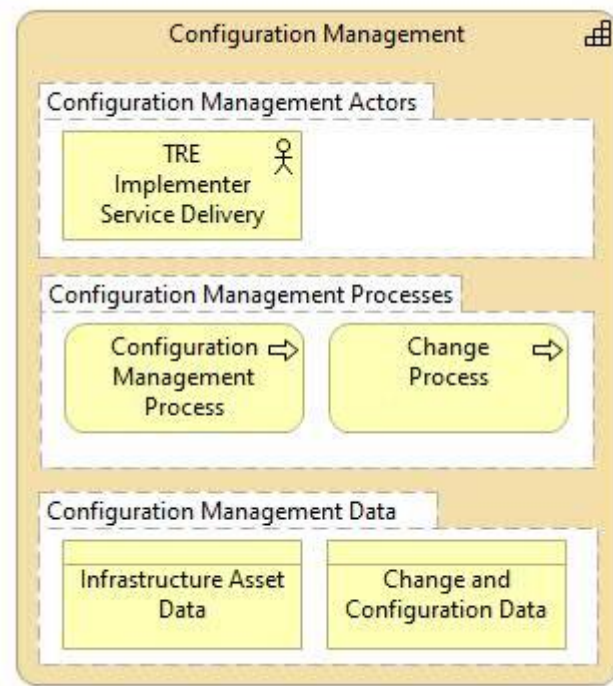 Configuration Management
Configuration Management Actors
TRE
Implementer
Service Delivery
Configuration Management Processes
Configuration
Management
Process
Change
Process
Configuration Management Data
Infrastructure Asset
Data
Change and
Configuration Data